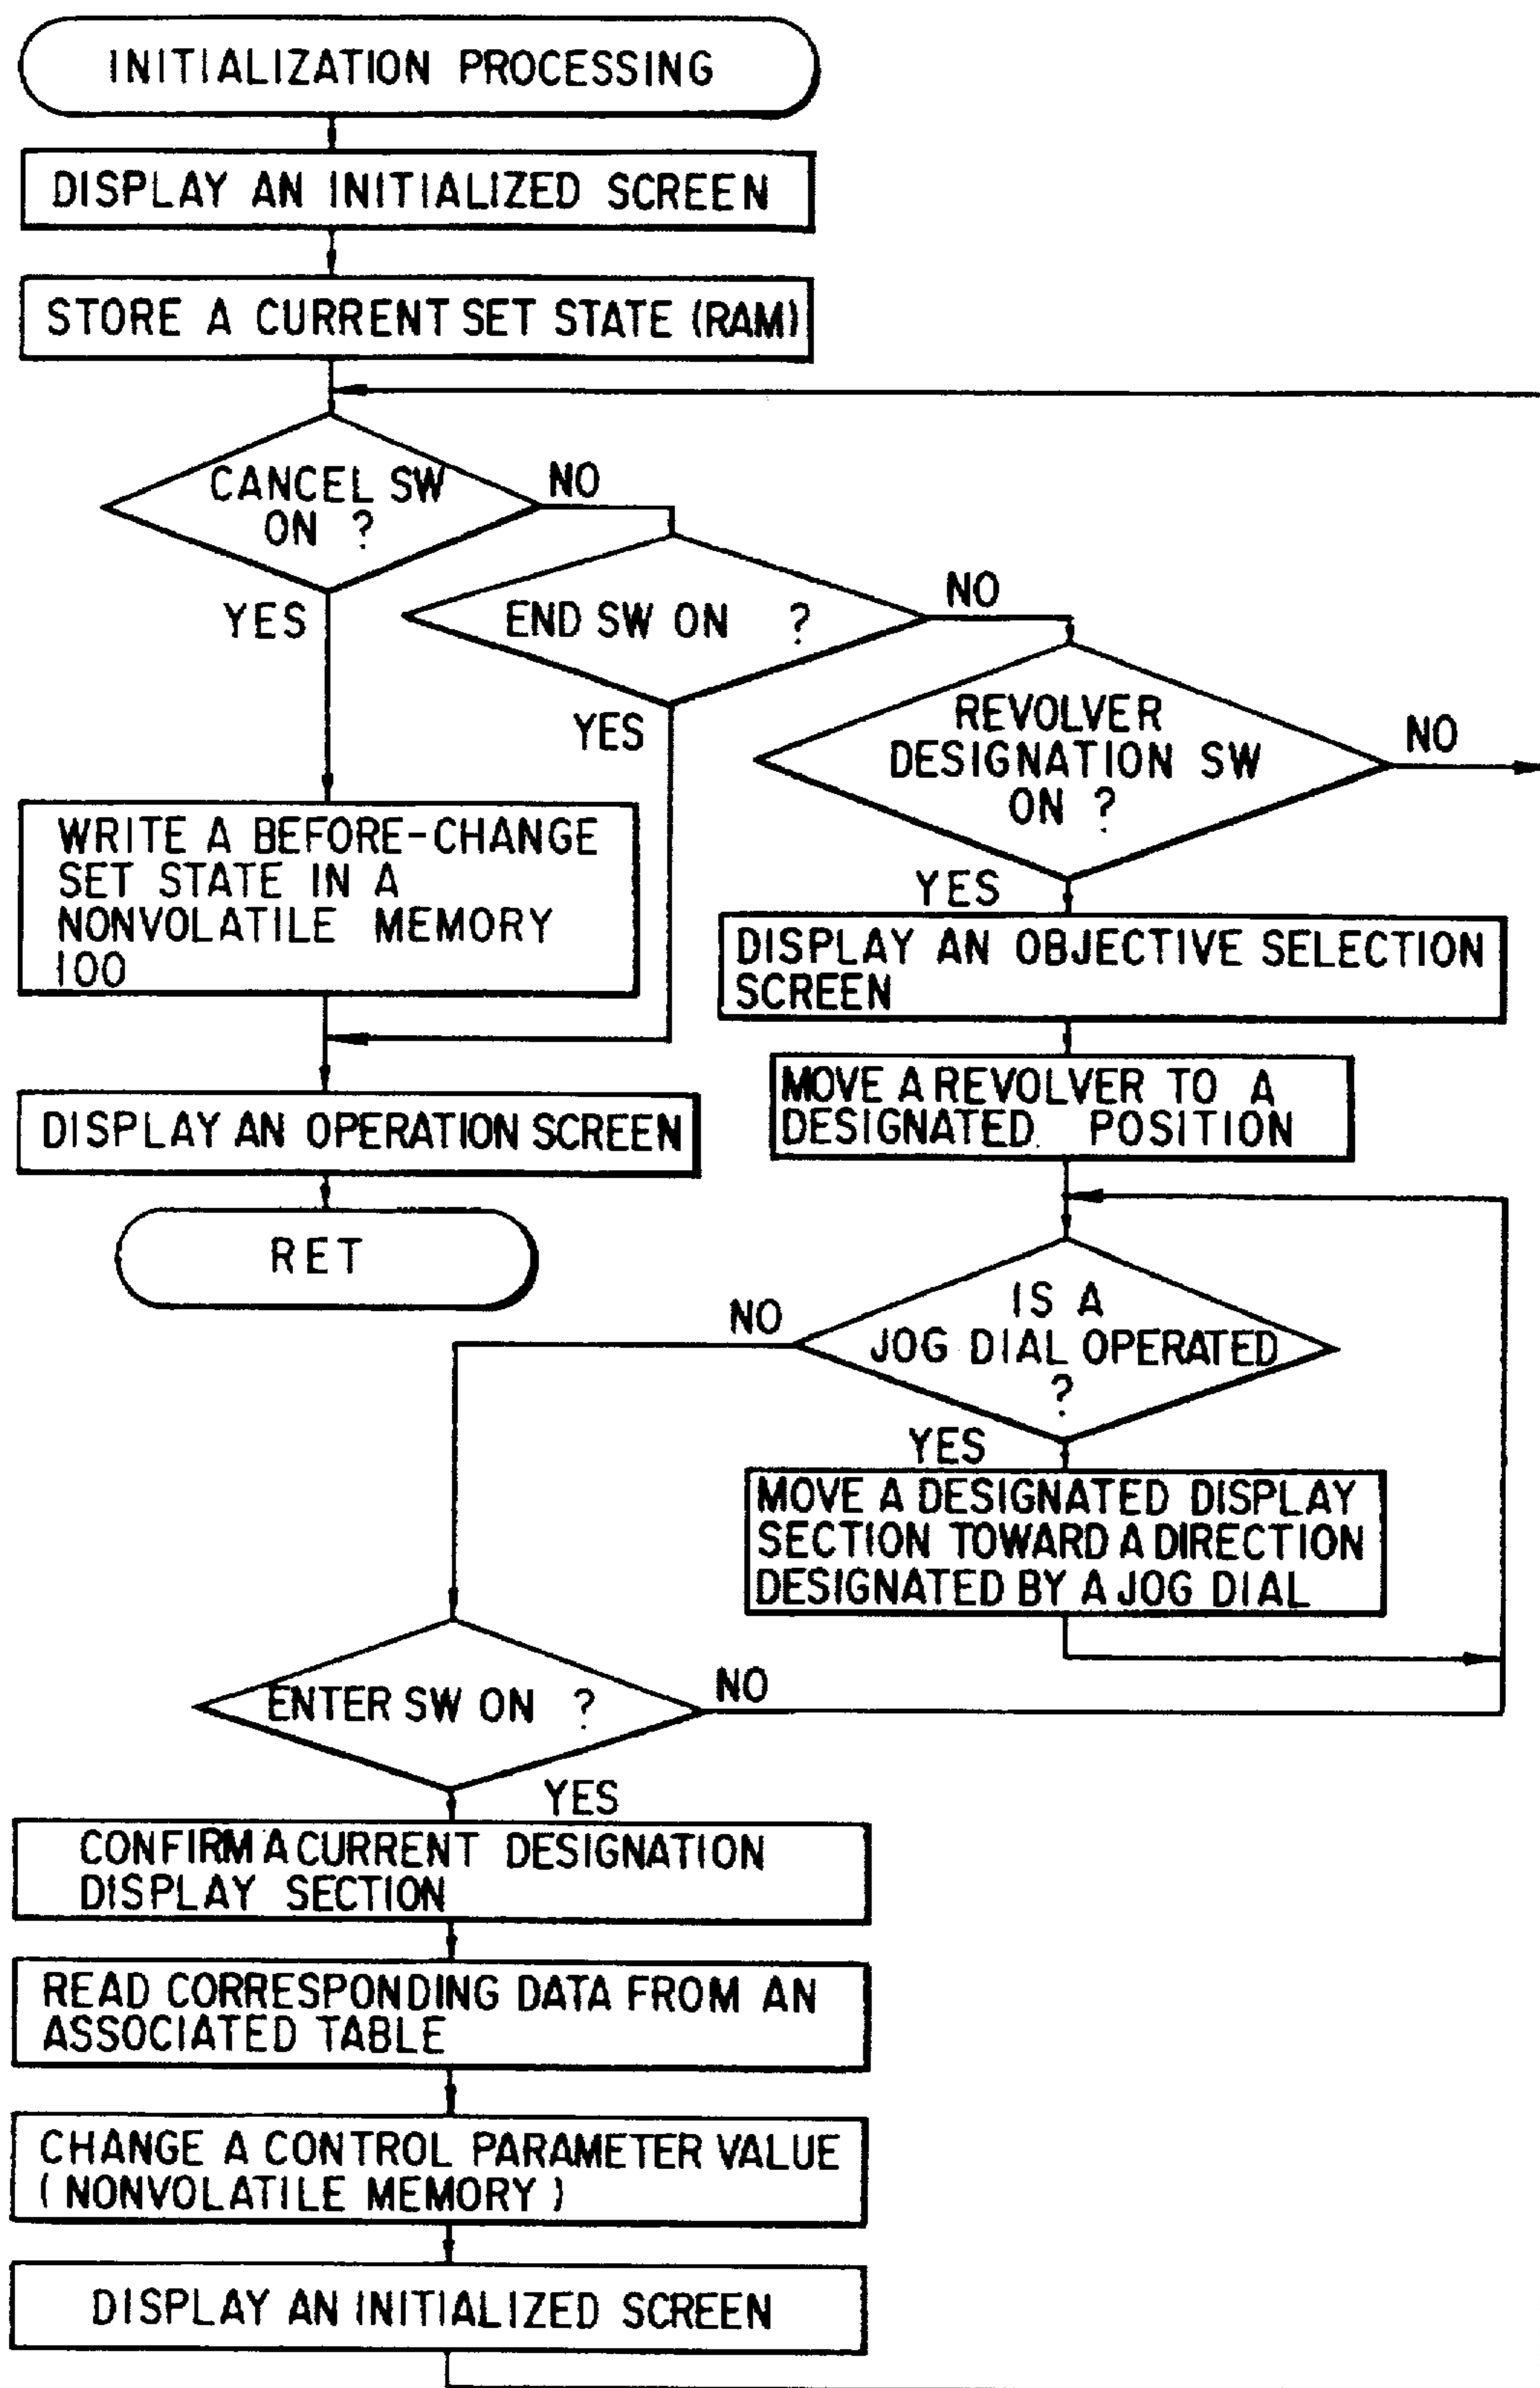 INITIALIZATION PROCESSING
DISPLAY AN INITIALIZED SCREEN
STORE A CURRENT SET STATE (RAM)
CANCEL SW
ON ?
NO
YES
END SW ON ?
NO
YES
REVOLVER
DESIGNATION SW
ON ?
NO
YES
WRITE A BEFORE-CHANGE
SET STATE IN A
NONVOLATILE MEMORY
100
DISPLAY AN OPERATION SCREEN
RET
DISPLAY AN OBJECTIVE SELECTION
SCREEN
MOVE A REVOLVER TO A
DESIGNATED POSITION
IS A
JOG DIAL OPERATED
?
NO
YES
MOVE A DESIGNATED DISPLAY
SECTION TOWARD A DIRECTION
DESIGNATED BY A JOG DIAL
ENTER SW ON ?
NO
YES
CONFIRM A CURRENT DESIGNATION
DISPLAY SECTION
READ CORRESPONDING DATA FROM AN
ASSOCIATED TABLE
CHANGE A CONTROL PARAMETER VALUE
(NONVOLATILE MEMORY)
DISPLAY AN INITIALIZED SCREEN